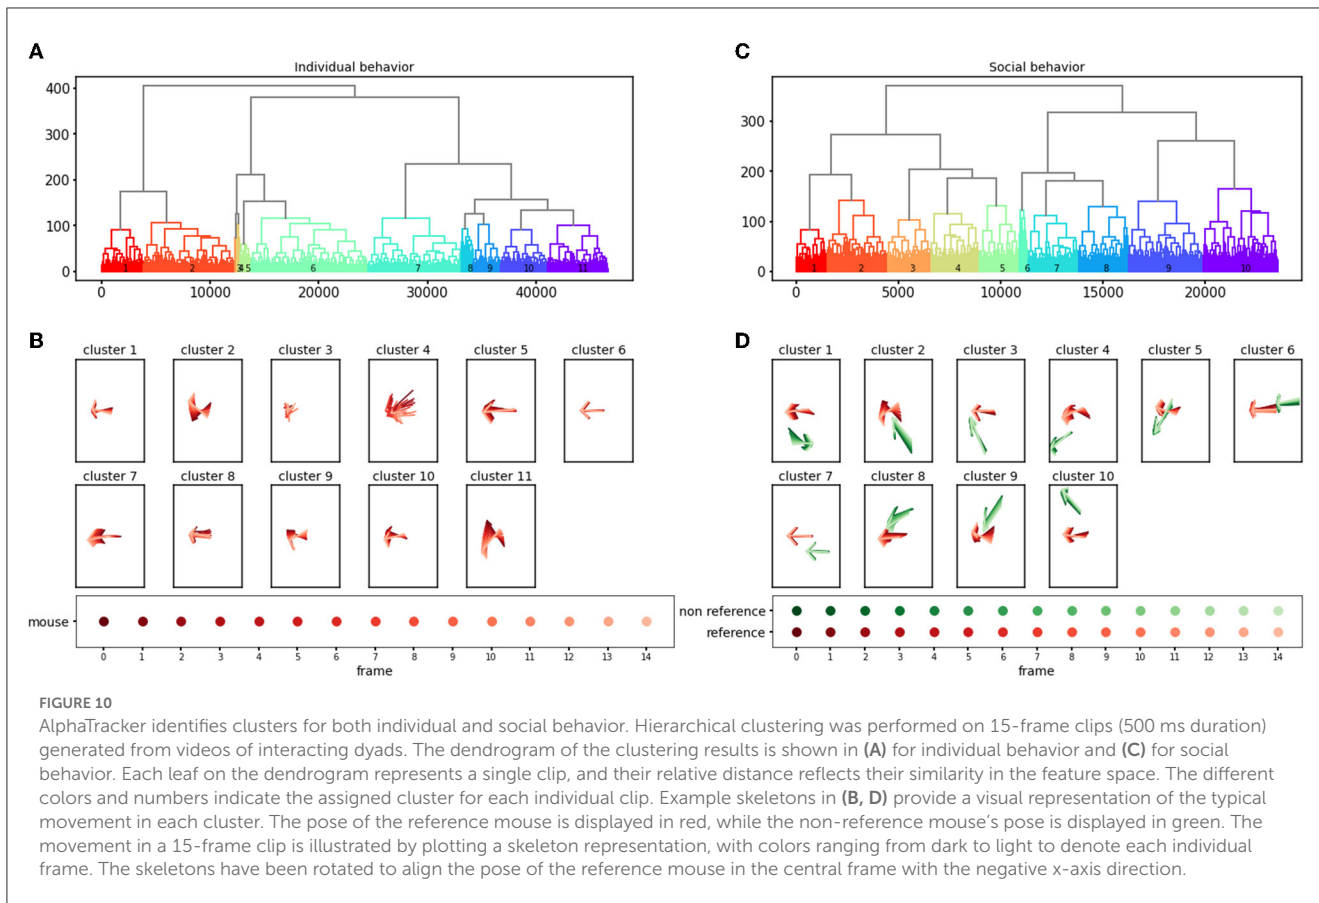 A
Individual behavior
400
300
200
100
0
1 2 3 4 5 6 7 8 9 10 11
0 10000 20000 30000 40000
C
Social behavior
300
200
100
0
1 2 3 4 5 6 7 8 9 10
0 5000 10000 15000 20000
B
cluster 1 cluster 2 cluster 3 cluster 4 cluster 5 cluster 6
cluster 7 cluster 8 cluster 9 cluster 10 cluster 11
mouse
0 1 2 3 4 5 6 7 8 9 10 11 12 13 14
frame
D
cluster 1 cluster 2 cluster 3 cluster 4 cluster 5 cluster 6
cluster 7 cluster 8 cluster 9 cluster 10
non reference
reference
0 1 2 3 4 5 6 7 8 9 10 11 12 13 14
frame
FIGURE 10
AlphaTracker identifies clusters for both individual and social behavior. Hierarchical clustering was performed on 15-frame clips (500 ms duration)
generated from videos of interacting dyads. The dendrogram of the clustering results is shown in (A) for individual behavior and (C) for social
behavior. Each leaf on the dendrogram represents a single clip, and their relative distance reflects their similarity in the feature space. The different
colors and numbers indicate the assigned cluster for each individual clip. Example skeletons in (B, D) provide a visual representation of the typical
movement in each cluster. The pose of the reference mouse is displayed in red, while the non-reference mouse's pose is displayed in green. The
movement in a 15-frame clip is illustrated by plotting a skeleton representation, with colors ranging from dark to light to denote each individual
frame. The skeletons have been rotated to align the pose of the reference mouse in the central frame with the negative x-axis direction.